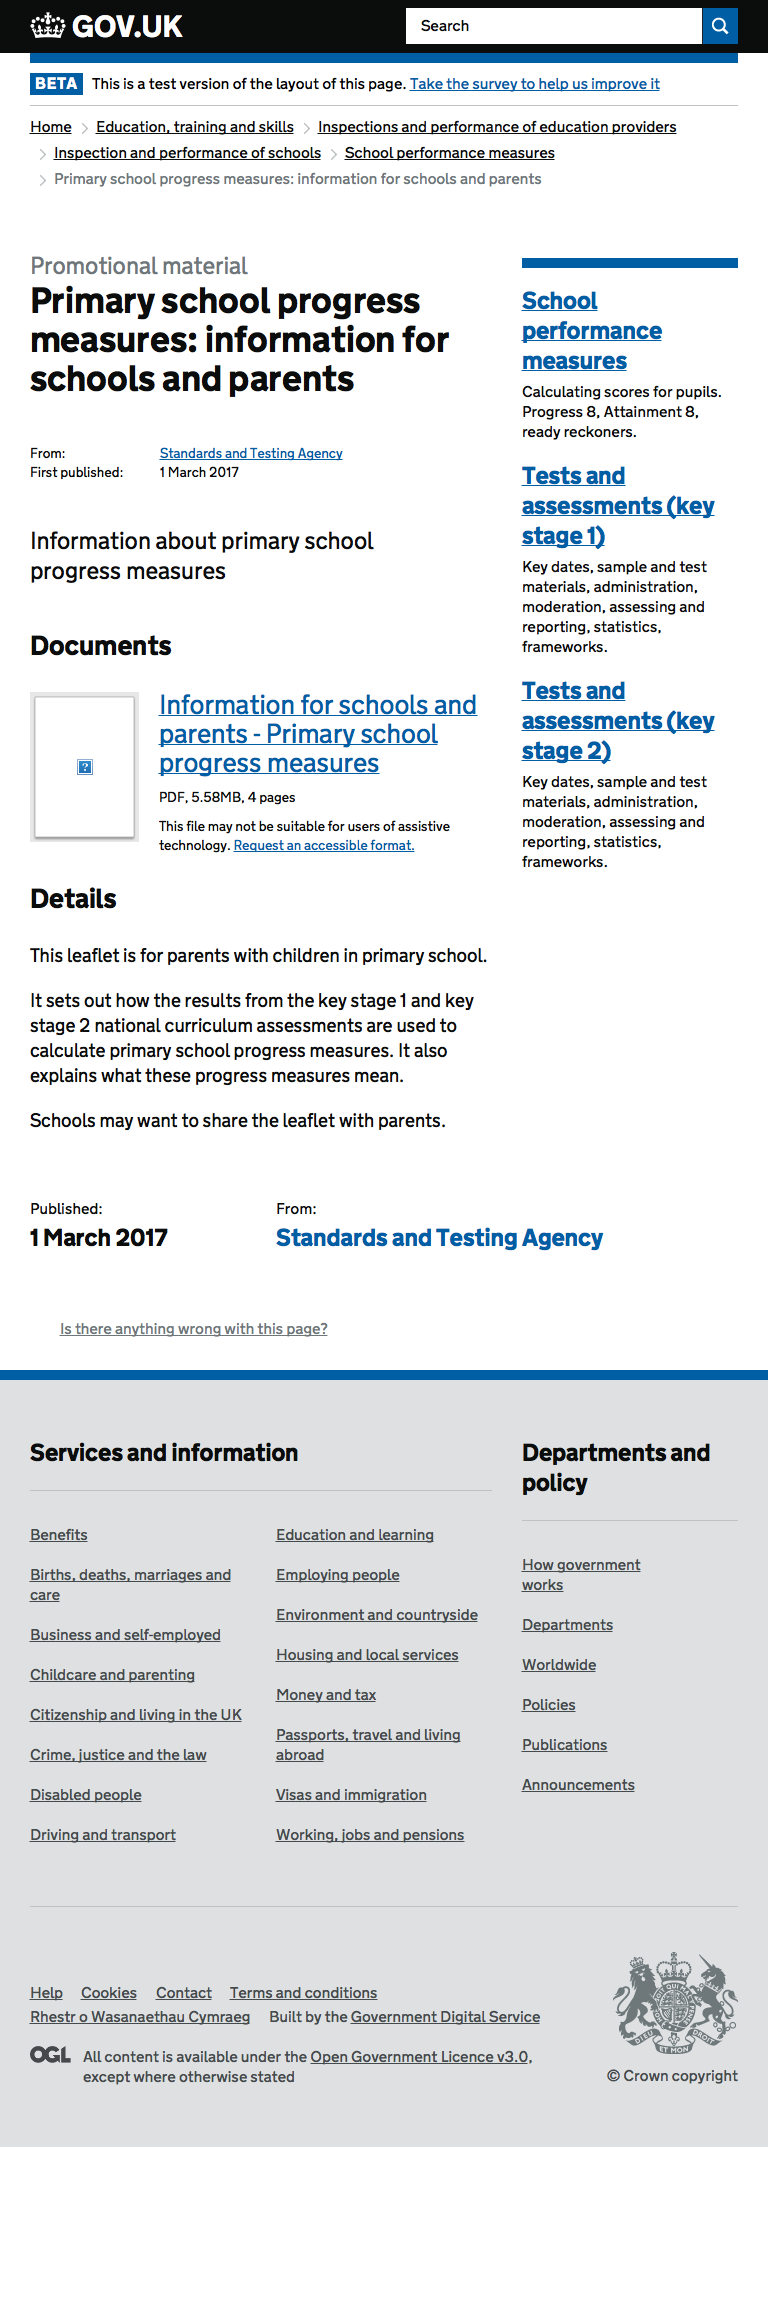 GOV.UK
Search
BETA This is a test version of the layout of this page. Take the survey to help us improve it
Home Education, training and skills Inspections and performance of education providers
Inspection and performance of schools School performance measures
Primary school progress measures: information for schools and parents
Promotional material
Primary school progress
measures: information for
schools and parents
From: Standards and Testing Agency
First published: 1 March 2017
Information about primary school
progress measures
Documents
Information for schools and
parents - Primary school
progress measures
PDF, 5.58MB, 4 pages
This file may not be suitable for users of assistive
technology. Request an accessible format.
Details
This leaflet is for parents with children in primary school.
It sets out how the results from the key stage 1 and key
stage 2 national curriculum assessments are used to
calculate primary school progress measures. It also
explains what these progress measures mean.
Schools may want to share the leaflet with parents.
School
performance
measures
Calculating scores for pupils.
Progress 8, Attainment 8,
ready reckoners.
Tests and
assessments (key
stage 1)
Key dates, sample and test
materials, administration,
moderation, assessing and
reporting, statistics,
frameworks.
Tests and
assessments (key
stage 2)
Key dates, sample and test
materials, administration,
moderation, assessing and
reporting, statistics,
frameworks.
Published:
1 March 2017
From:
Standards and Testing Agency
Is there anything wrong with this page?
Services and information
Benefits
Births, deaths, marriages and
care
Business and self-employed
Childcare and parenting
Citizenship and living in the UK
Crime, justice and the law
Disabled people
Driving and transport
Education and learning
Employing people
Environment and countryside
Housing and local services
Money and tax
Passports, travel and living
abroad
Visas and immigration
Working, jobs and pensions
Departments and
policy
How government
works
Departments
Worldwide
Policies
Publications
Announcements
Help Cookies Contact Terms and conditions
Rhestr o Wasanaethau Cymraeg Built by the Government Digital Service
OGL All content is available under the Open Government Licence v3.0,
except where otherwise stated
DIEU ET MON DROIT
© Crown copyright